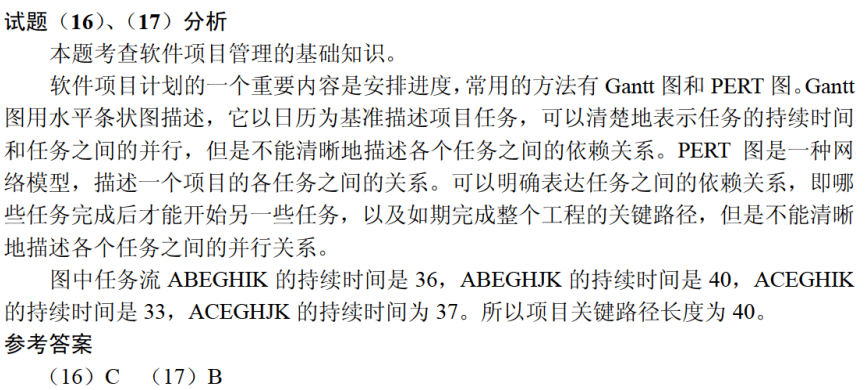 试题（16）、（17）分析
本题考查软件项目管理的基础知识。
软件项目计划的一个重要内容是安排进度，常用的方法有 Gantt 图和 PERT 图。Gantt
图用水平条状图描述，它以日历为基准描述项目任务，可以清楚地表示任务的持续时间
和任务之间的并行，但是不能清晰地描述各个任务之间的依赖关系。PERT 图是一种网
络模型，描述一个项目的各任务之间的关系。可以明确表达任务之间的依赖关系，即哪
些任务完成后才能开始另一些任务，以及如期完成整个工程的关键路径，但是不能清晰
地描述各个任务之间的并行关系。
图中任务流 ABEGHIK 的持续时间是 36，ABEGHJK 的持续时间是 40，ACEGHIK
的持续时间是 33，ACEGHJK 的持续时间为 37。所以项目关键路径长度为 40。
参考答案
（16）C （17）B